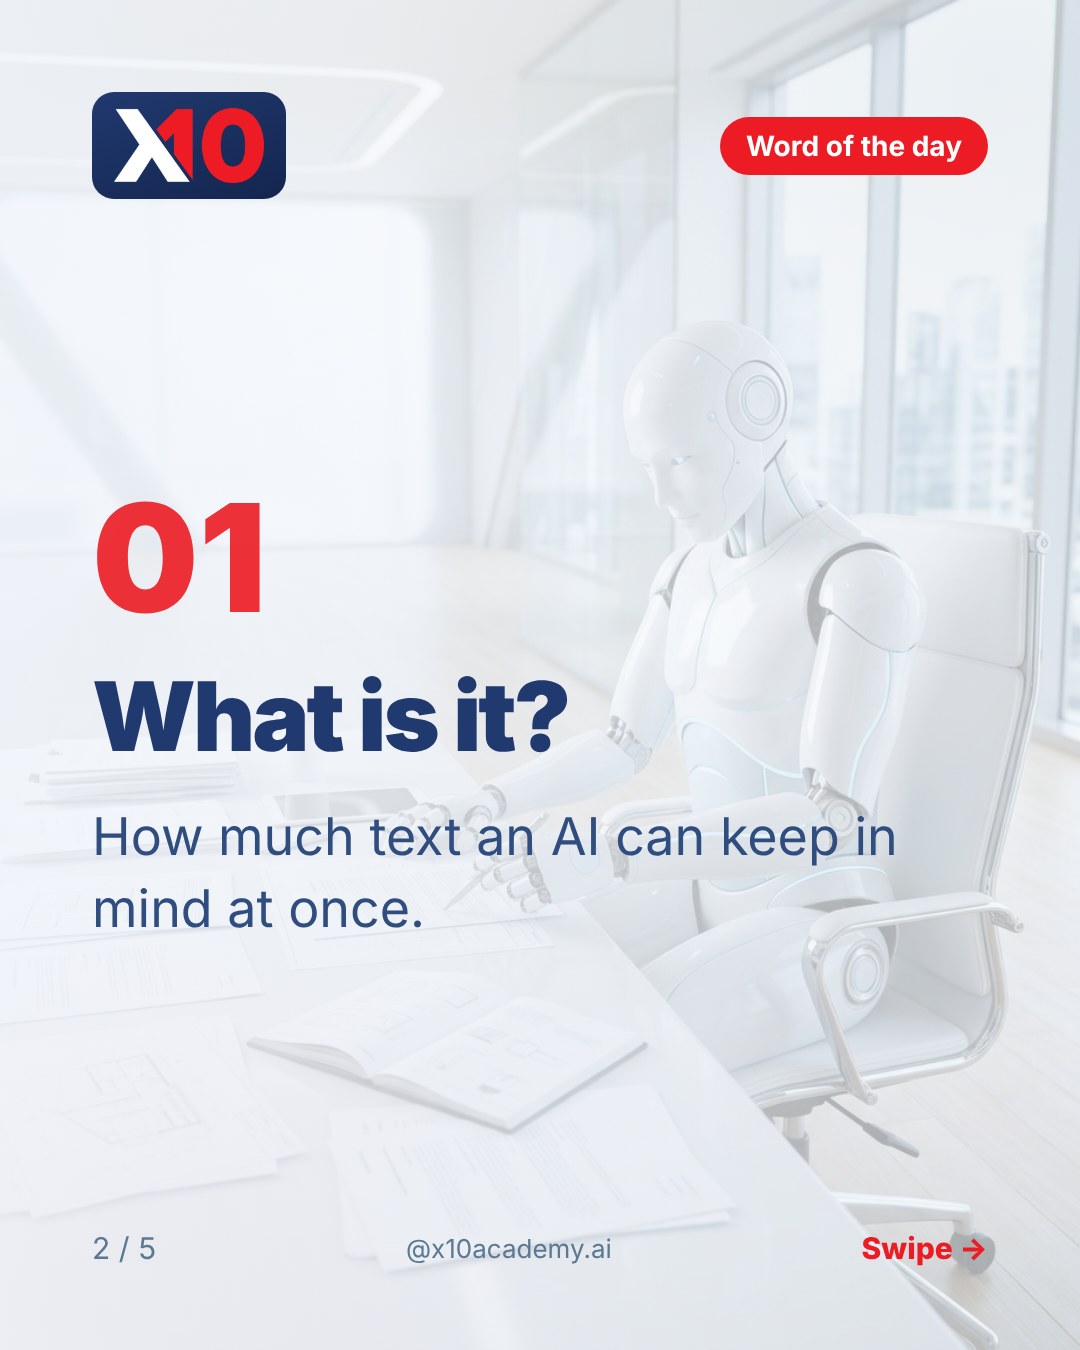 X10
Word of the day
01
What is it?
How much text an AI can keep in
mind at once.
2 / 5
@x10academy.ai
Swipe →